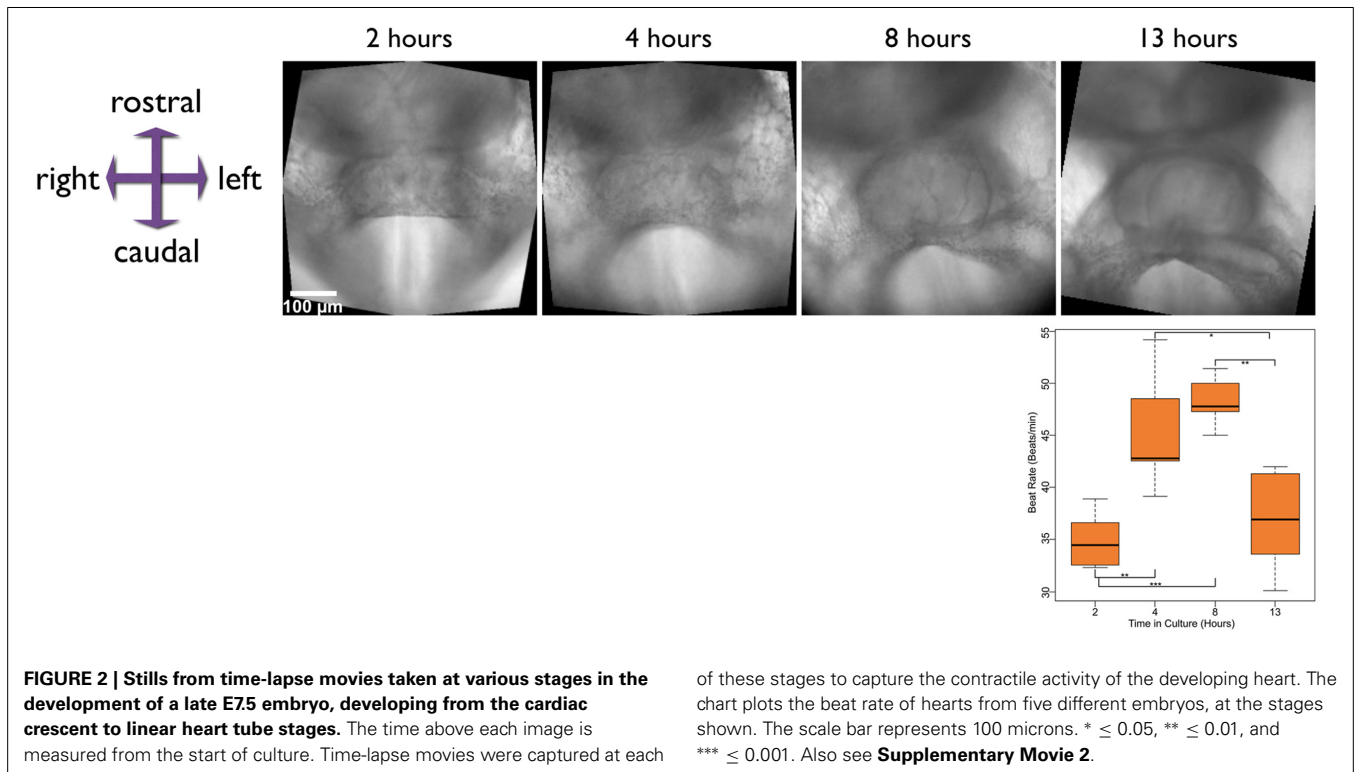 2 hours 4 hours 8 hours 13 hours
rostral
right left
caudal
100 µm
55
50
45
40
35
30
Beat Rate (Beats/min)
*
**
**
***
2 4 8 13
Time in Culture (Hours)
FIGURE 2 | Stills from time-lapse movies taken at various stages in the
development of a late E7.5 embryo, developing from the cardiac
crescent to linear heart tube stages. The time above each image is
measured from the start of culture. Time-lapse movies were captured at each
of these stages to capture the contractile activity of the developing heart. The
chart plots the beat rate of hearts from five different embryos, at the stages
shown. The scale bar represents 100 microns. * ≤ 0.05, ** ≤ 0.01, and
*** ≤ 0.001. Also see Supplementary Movie 2.